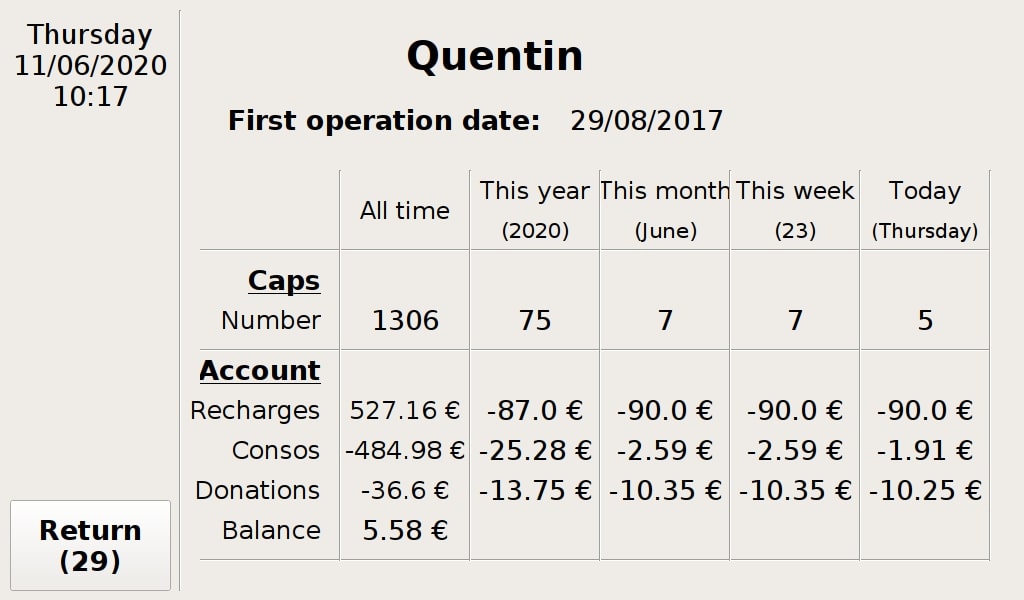 Thursday
11/06/2020
10:17
Quentin
First operation date: 29/08/2017
All time This year This month This week Today
(2020) (June) (23) (Thursday)
Caps
Number 1306 75 7 7 5
Account
Recharges 527.16 € -87.0 € -90.0 € -90.0 € -90.0 €
Consos -484.98 € -25.28 € -2.59 € -2.59 € -1.91 €
Donations -36.6 € -13.75 € -10.35 € -10.35 € -10.25 €
Balance 5.58 €
Return
(29)